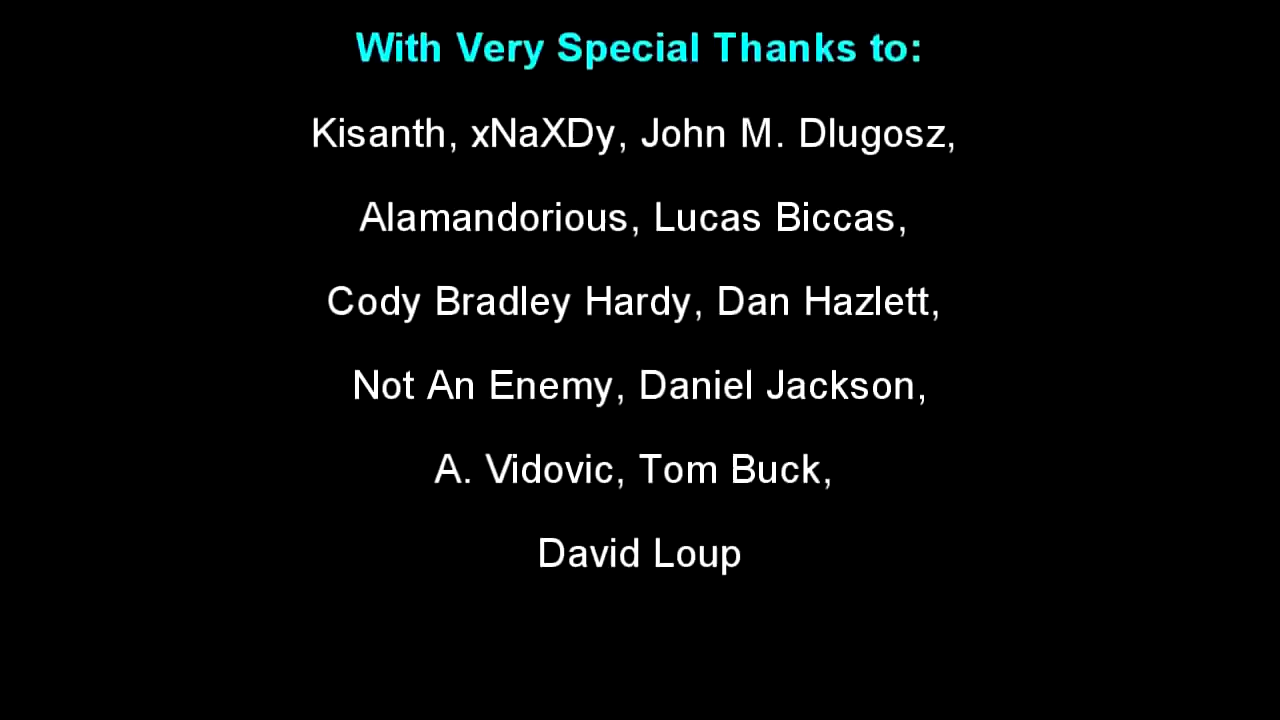 With Very Special Thanks to:
Kisanth, xNaXDy, John M. Dlugosz,
Alamandorious, Lucas Biccas,
Cody Bradley Hardy, Dan Hazlett,
Not An Enemy, Daniel Jackson,
A. Vidovic, Tom Buck,
David Loup